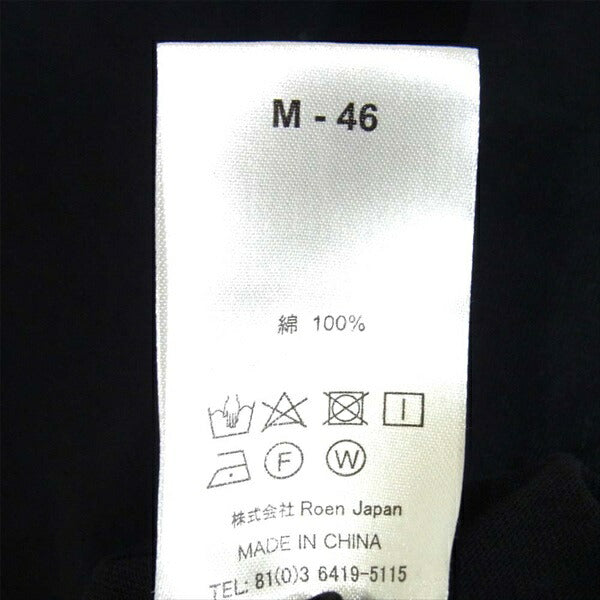 M - 46
綿 100%
F W
株式会社 Roen Japan
MADE IN CHINA
TEL: 81(0)3 6419-5115